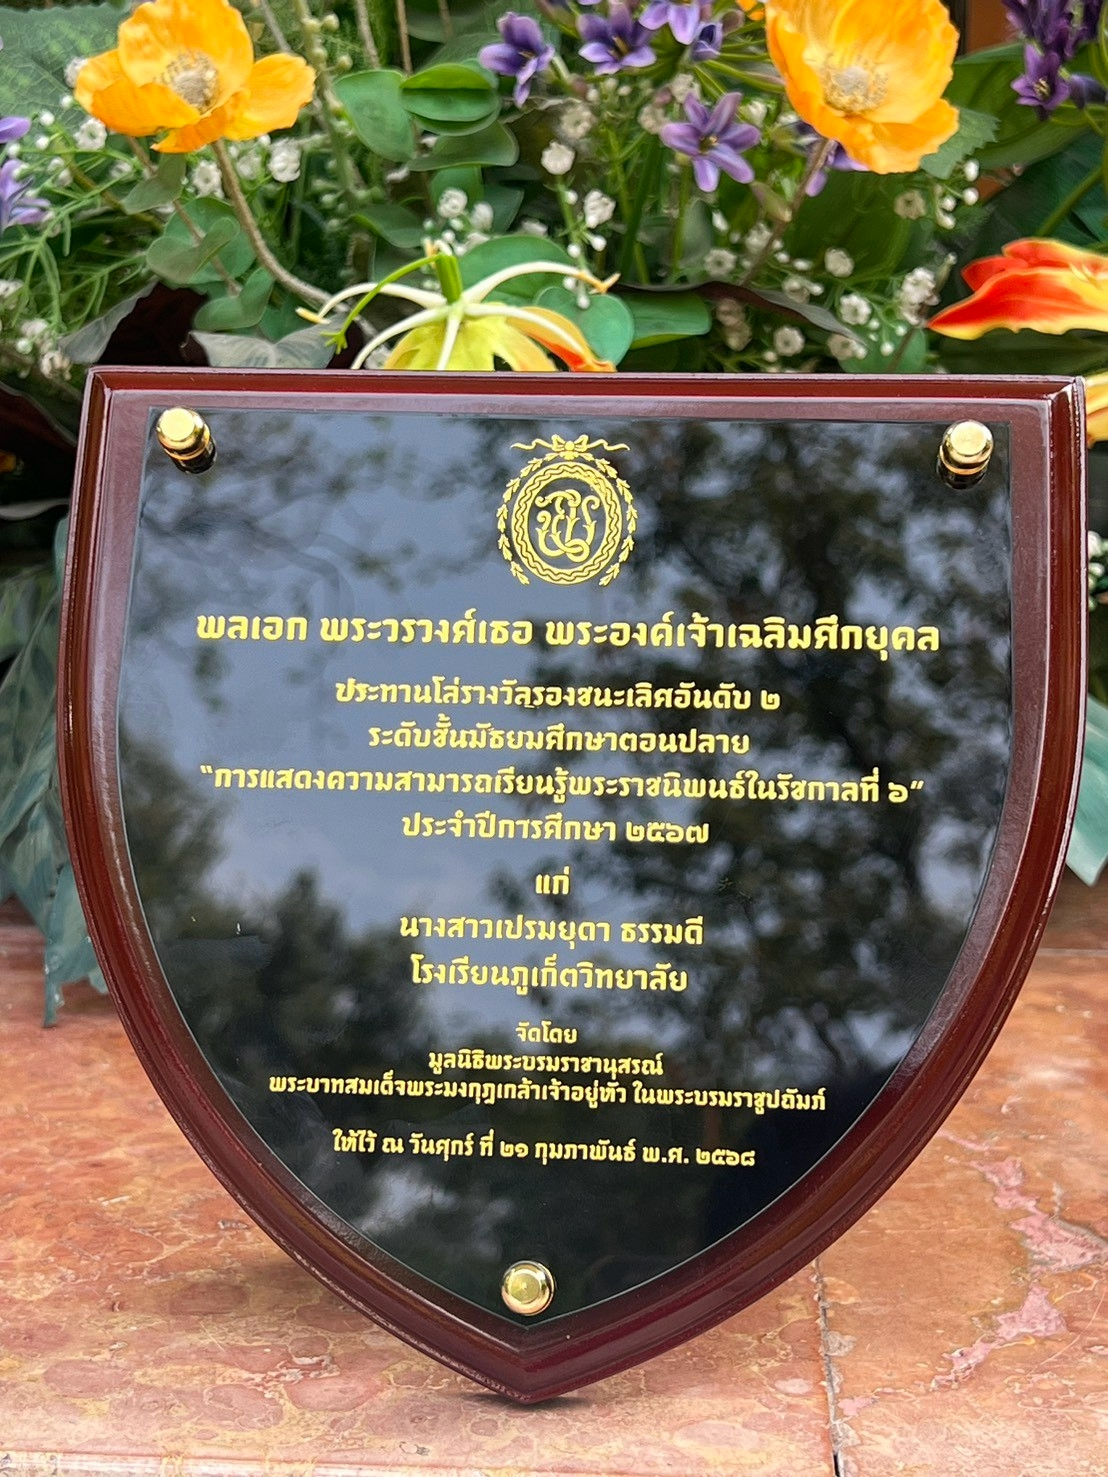 พลเอก พระวรวงศ์เธอ พระองค์เจ้าเฉลิมศึกยุคล
ประทานโล่รางวัลรองชนะเลิศอันดับ ๒
ระดับชั้นมัธยมศึกษาตอนปลาย
“การแสดงความสามารถเรียนรู้พระราชนิพนธ์ในรัชกาลที่ ๖”
ประจำปีการศึกษา ๒๕๖๗
แก่
นางสาวเปรมยุดา ธรรมดี
โรงเรียนภูเก็ตวิทยาลัย
จัดโดย
มูลนิธิพระบรมราชานุสรณ์
พระบาทสมเด็จพระมงกุฎเกล้าเจ้าอยู่หัว ในพระบรมราชูปถัมภ์
ให้ไว้ ณ วันศุกร์ ที่ ๒๑ กุมภาพันธ์ พ.ศ. ๒๕๖๘